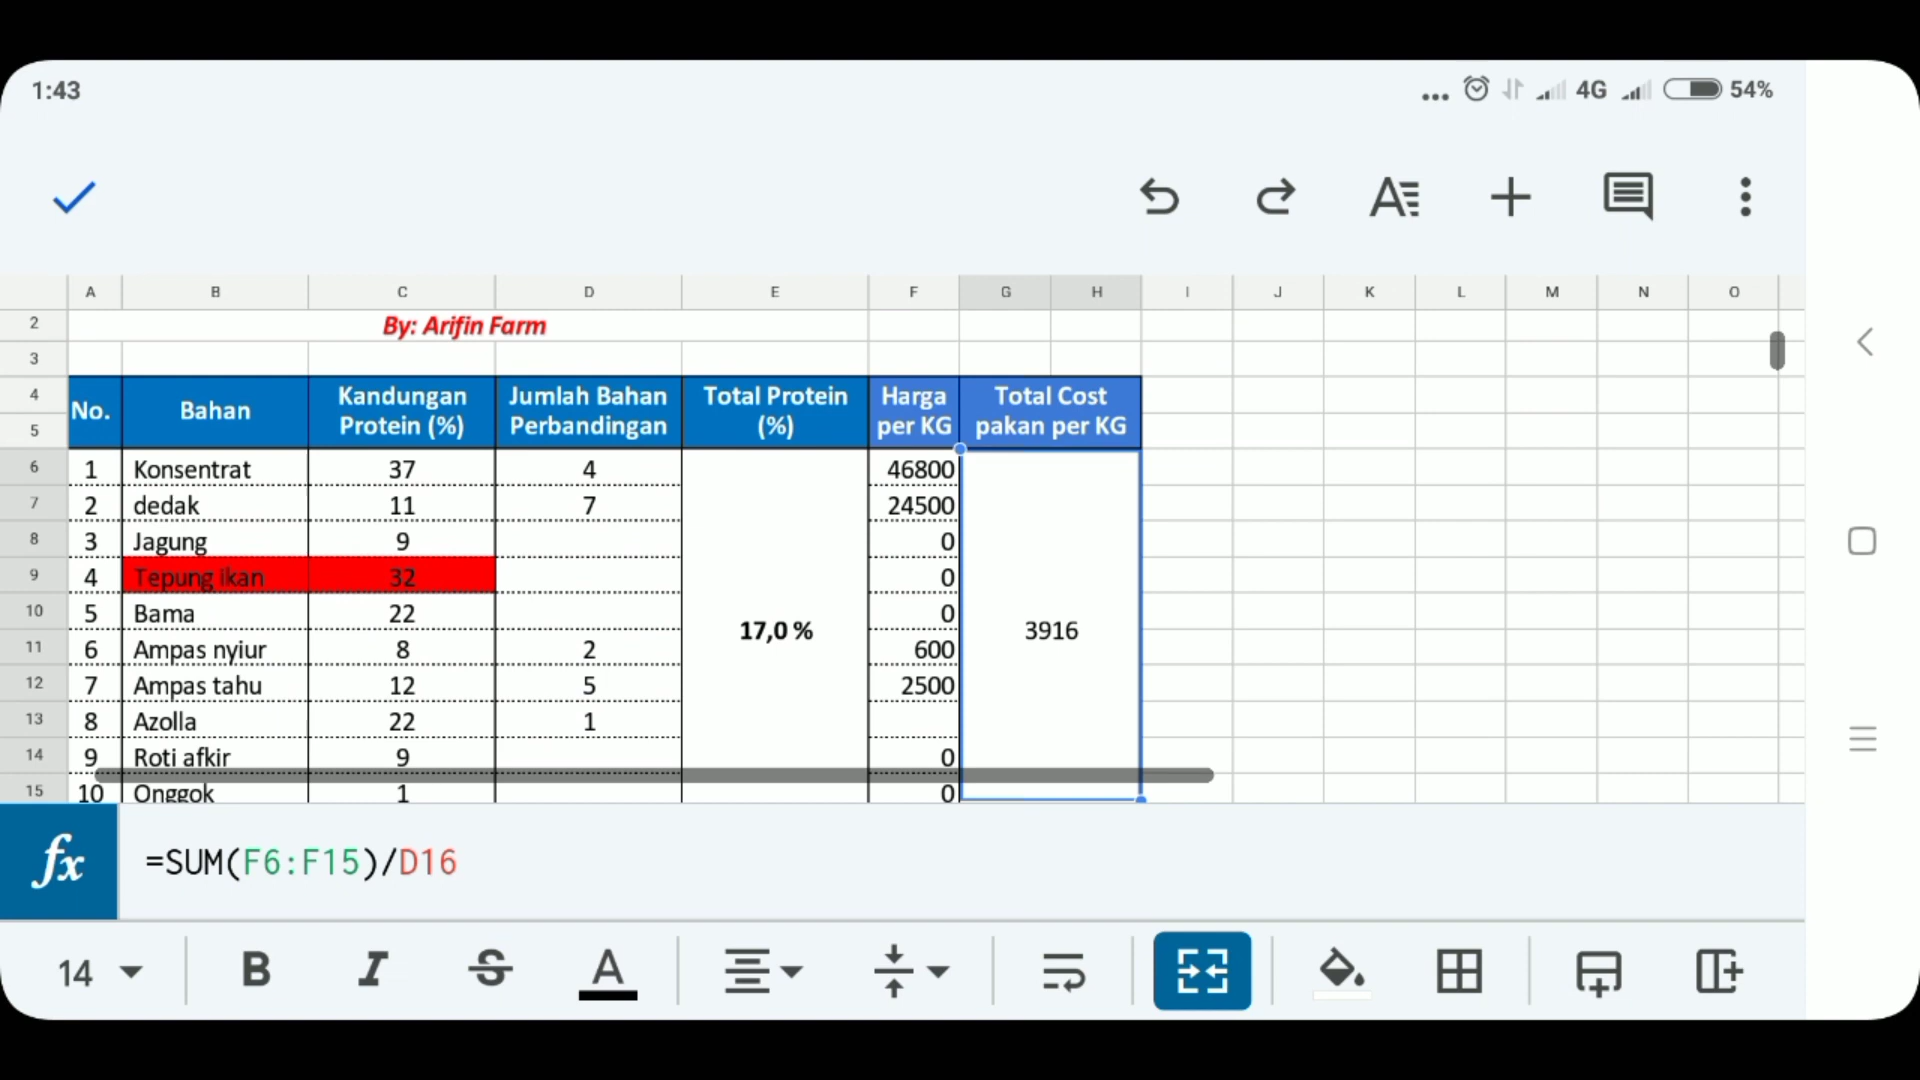 1:43
... 4G 54%
A B C D E F G H I J K L M N O
2 By: Arifin Farm
3
4 No. Bahan Kandungan Jumlah Bahan Total Protein Harga Total Cost
5 Protein (%) Perbandingan (%) per KG pakan per KG
6 1 Konsentrat 37 4 46800
7 2 dedak 11 7 24500
8 3 Jagung 9 0
9 4 Tepung ikan 32 0
10 5 Bama 22 0
17,0 % 3916
11 6 Ampas nyiur 8 2 600
12 7 Ampas tahu 12 5 2500
13 8 Azolla 22 1
14 9 Roti afkir 9 0
15 10 Onggok 1 0
fx =SUM(F6:F15)/D16
14 B I S A